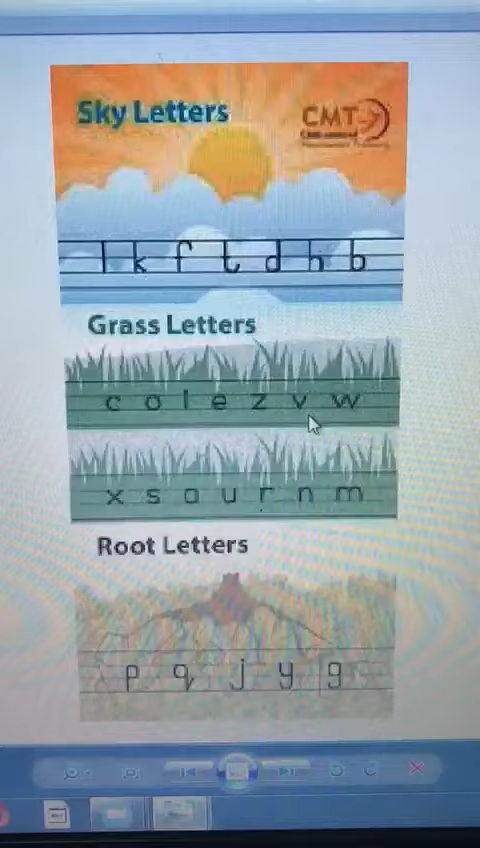 Sky Letters
CMT
l k f t d h b
Grass Letters
c o i e z v w
x s a u r n m
Root Letters
p q j y g